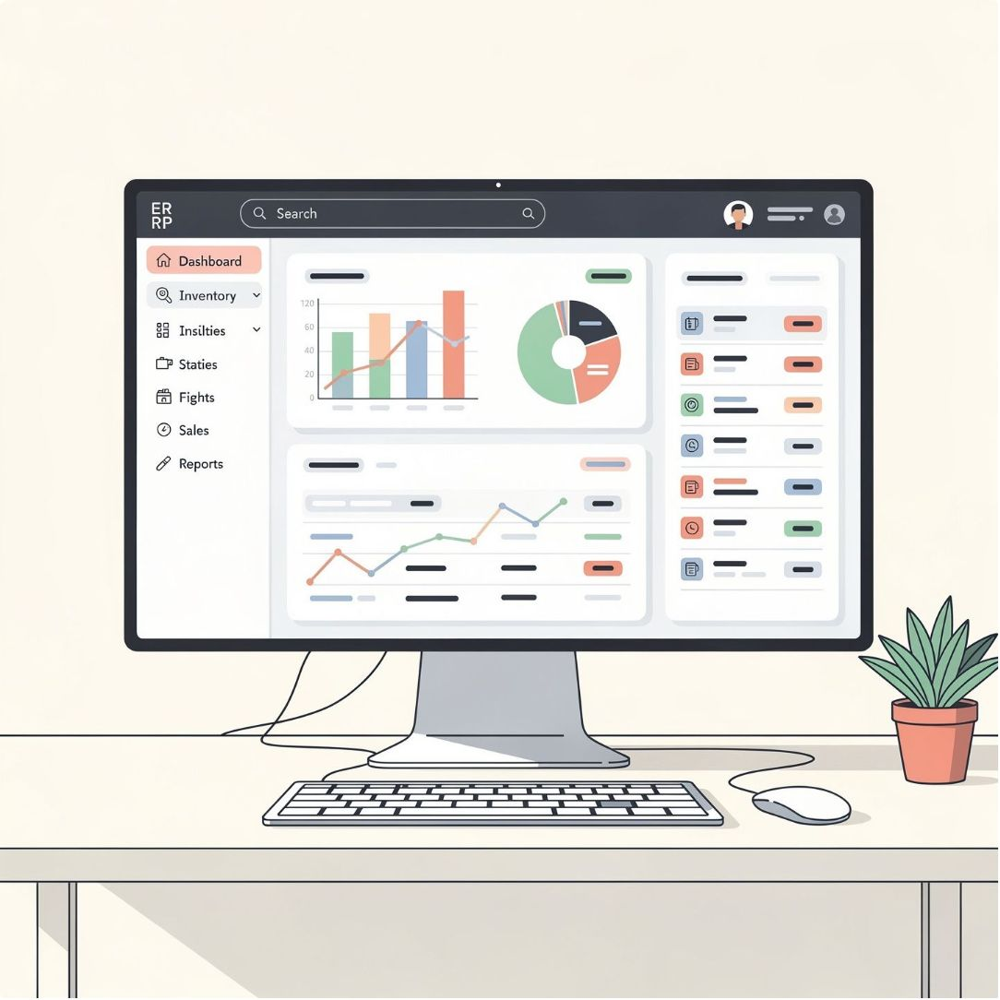 ER
RP
Search
Dashboard
Inventory
Insilties
Staties
Fights
Sales
Reports
120
60
40
20
0